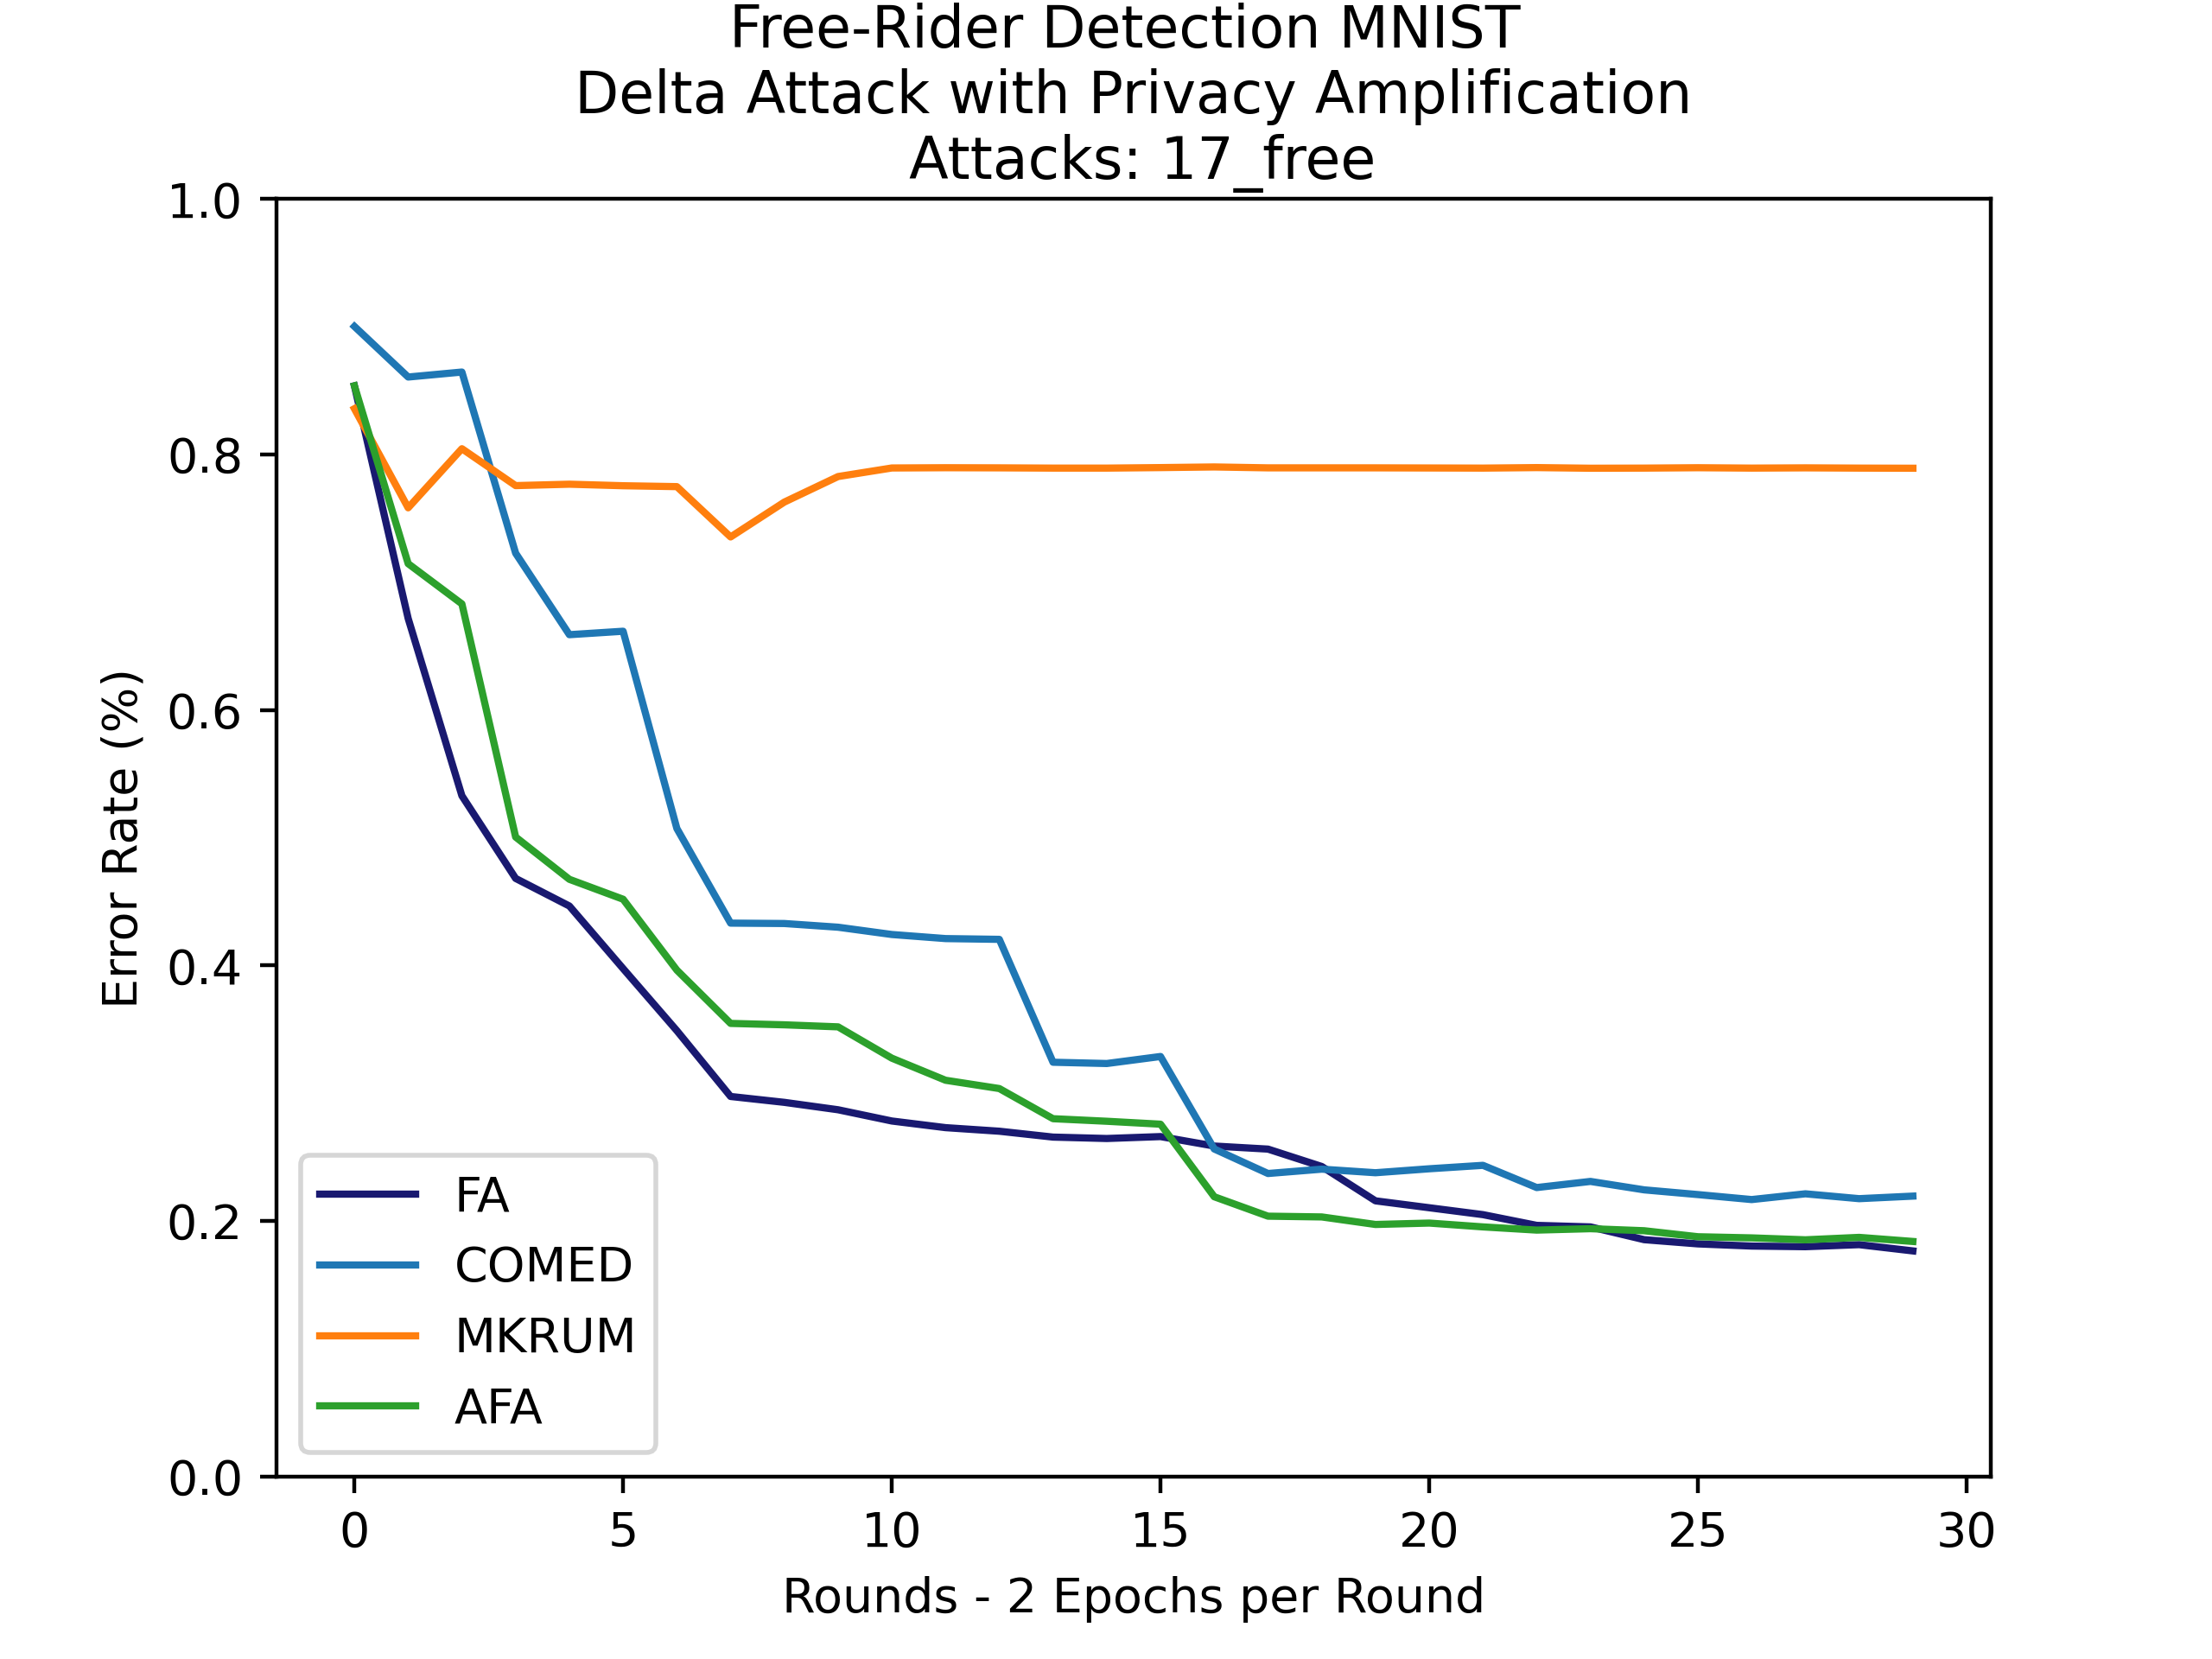 Free-Rider Detection MNIST
Delta Attack with Privacy Amplification
Attacks: 17_free
1.0
0.8
0.6
0.4
0.2
0.0
Error Rate (%)
FA
COMED
MKRUM
AFA
0 5 10 15 20 25 30
Rounds - 2 Epochs per Round